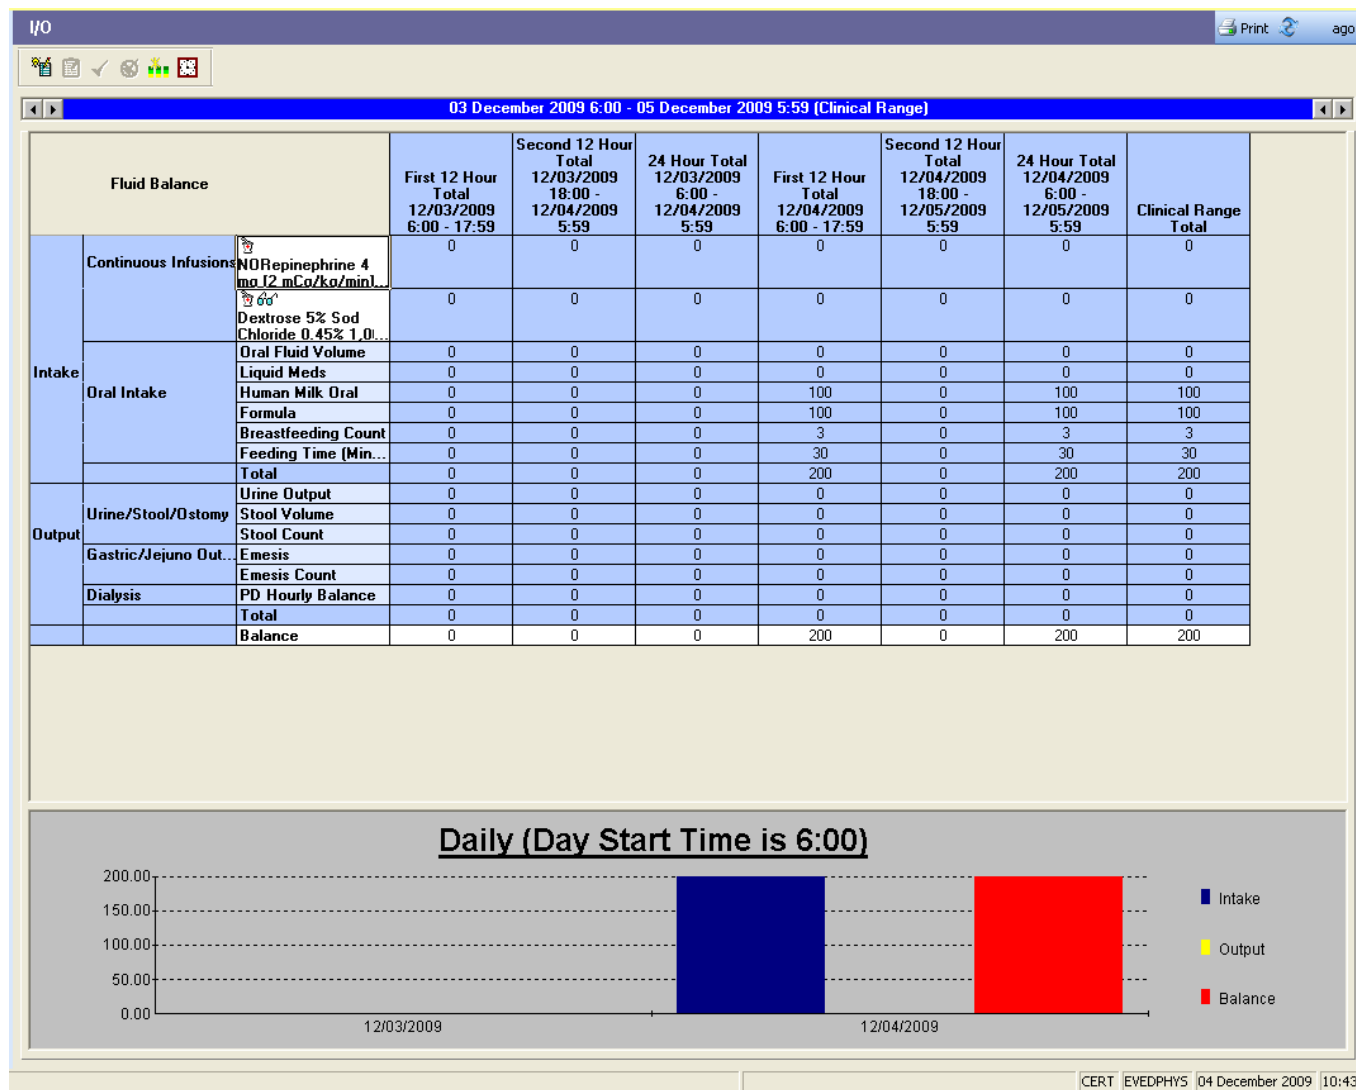 I/O
Print
ago
03 December 2009 6:00 - 05 December 2009 5:59 (Clinical Range)
Fluid Balance
First 12 Hour
Total
12/03/2009
6:00 - 17:59
Second 12 Hour
Total
12/03/2009
18:00 -
12/04/2009
5:59
24 Hour Total
12/03/2009
6:00 -
12/04/2009
5:59
First 12 Hour
Total
12/04/2009
6:00 - 17:59
Second 12 Hour
Total
12/04/2009
18:00 -
12/05/2009
5:59
24 Hour Total
12/04/2009
6:00 -
12/05/2009
5:59
Clinical Range
Total
Intake
Continuous Infusions
NORepinephrine 4
mg [2 mCg/kg/min]...
0 0 0 0 0 0 0
Dextrose 5% Sod
Chloride 0.45% 1,0...
0 0 0 0 0 0 0
Oral Intake
Oral Fluid Volume 0 0 0 0 0 0 0
Liquid Meds 0 0 0 0 0 0 0
Human Milk Oral 0 0 0 100 0 100 100
Formula 0 0 0 100 0 100 100
Breastfeeding Count 0 0 0 3 0 3 3
Feeding Time (Min... 0 0 0 30 0 30 30
Total 0 0 0 200 0 200 200
Output
Urine/Stool/Ostomy
Urine Output 0 0 0 0 0 0 0
Stool Volume 0 0 0 0 0 0 0
Stool Count 0 0 0 0 0 0 0
Gastric/Jejuno Out... Emesis 0 0 0 0 0 0 0
Emesis Count 0 0 0 0 0 0 0
Dialysis PD Hourly Balance 0 0 0 0 0 0 0
Total 0 0 0 0 0 0 0
Balance 0 0 0 200 0 200 200
Daily (Day Start Time is 6:00)
200.00
150.00
100.00
50.00
0.00
12/03/2009
12/04/2009
Intake
Output
Balance
CERT EVEDPHYS 04 December 2009 10:43